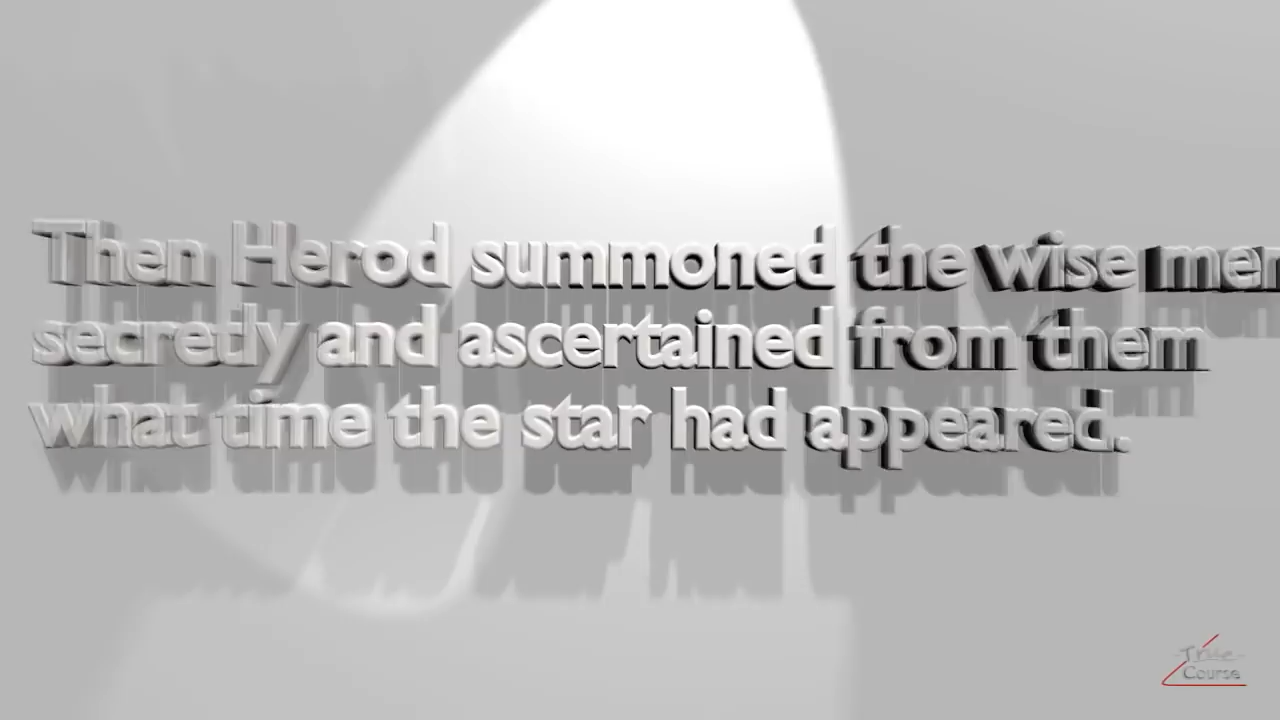 Then Herod summoned the wise men
secretly and ascertained from them
what time the star had appeared.
True
Course